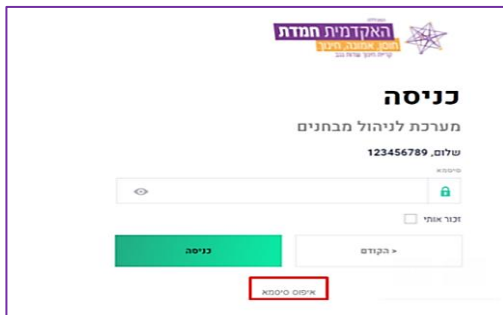 האקדמית חמדת
חוסן, אמונה, חינוך
קריית חינוך שדות נגב
כניסה
מערכת לניהול מבחנים
שלום, 123456789
סיסמא
זכור אותי
< הקודם
כניסה
איפוס סיסמא